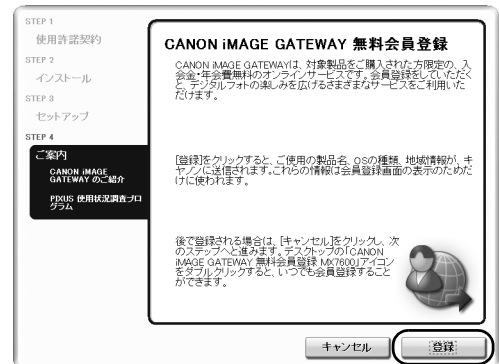 STEP 1
使用許諾契約
STEP 2
インストール
STEP 3
セットアップ
STEP 4
ご案内
CANON iMAGE
GATEWAY のご紹介
PIXUS 使用状況調査プロ
グラム
CANON iMAGE GATEWAY 無料会員登録
CANON iMAGE GATEWAYは、対象製品をご購入された方限定の、入
会金・年会費無料のオンラインサービスです。会員登録をしていただく
と、デジタルフォトの楽しみを広げるさまざまなサービスをご利用いた
だけます。
[登録]をクリックすると、ご使用の製品名、OSの種類、地域情報が、キ
ヤノンに送信されます。これらの情報は会員登録画面の表示のためだ
けに使われます。
後で登録される場合は、[キャンセル]をクリックし、次
のステップへと進みます。デスクトップの「CANON
iMAGE GATEWAY 無料会員登録 MX7600」アイコン
をダブルクリックすると、いつでも会員登録すること
ができます。
キャンセル
登録